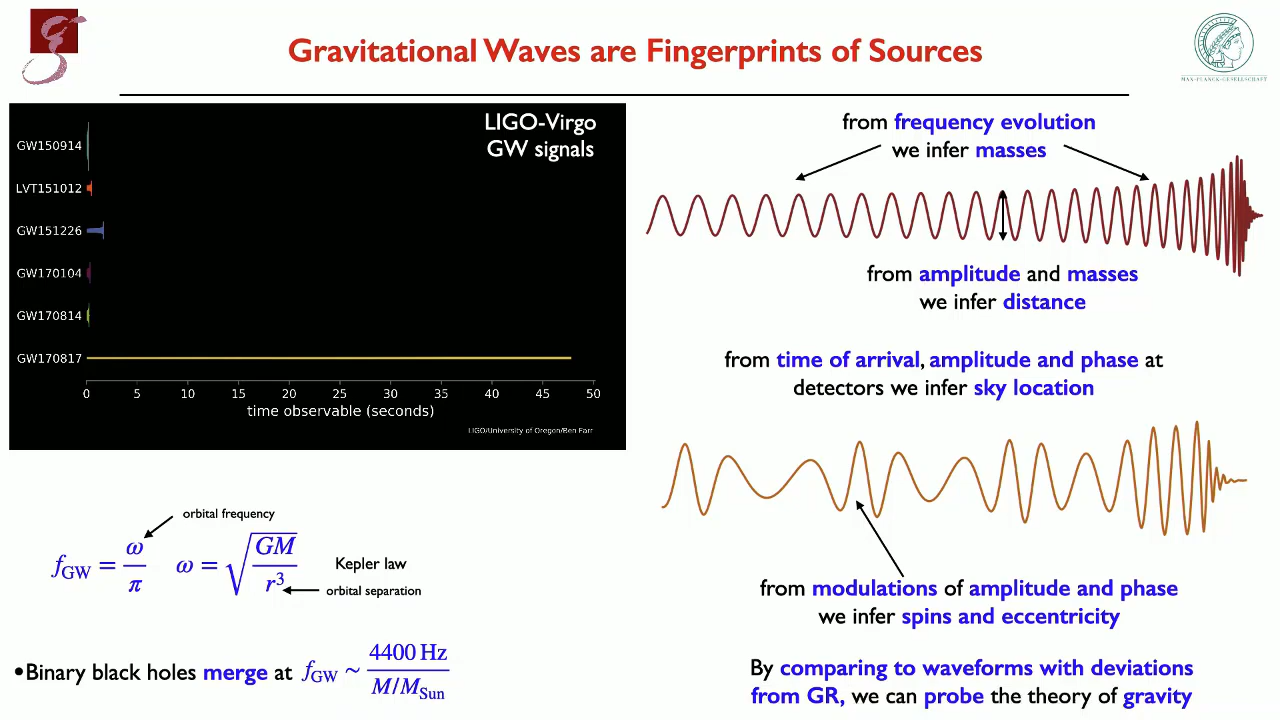 Gravitational Waves are Fingerprints of Sources
MAX-PLANCK-GESELLSCHAFT
LIGO-Virgo
GW signals
GW150914
LVT151012
GW151226
GW170104
GW170814
GW170817
0 5 10 15 20 25 30 35 40 45 50
time observable (seconds)
LIGO/University of Oregon/Ben Farr
orbital frequency
f_GW = ω/π ω = √(GM/r³)
Kepler law
orbital separation
•Binary black holes merge at f_GW ~ 4400 Hz / (M/M_Sun)
from frequency evolution
we infer masses
from amplitude and masses
we infer distance
from time of arrival, amplitude and phase at
detectors we infer sky location
from modulations of amplitude and phase
we infer spins and eccentricity
By comparing to waveforms with deviations
from GR, we can probe the theory of gravity